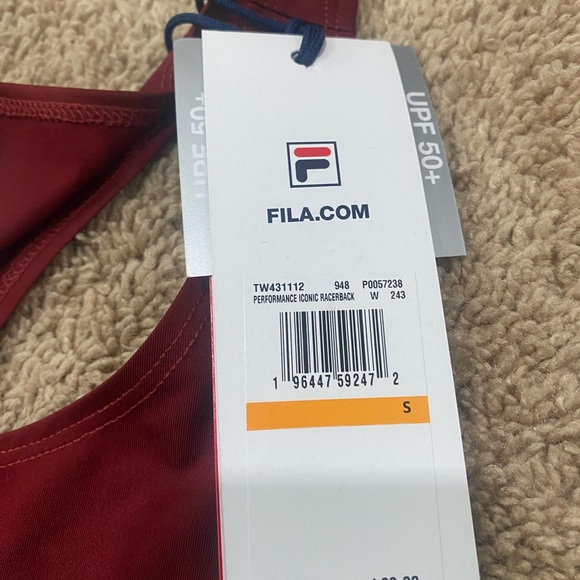 UPF 50+
UPF 50+
FILA.COM
TW431112 948 P0057238
PERFORMANCE ICONIC RACERBACK W 243
1 96447 59247 2
S